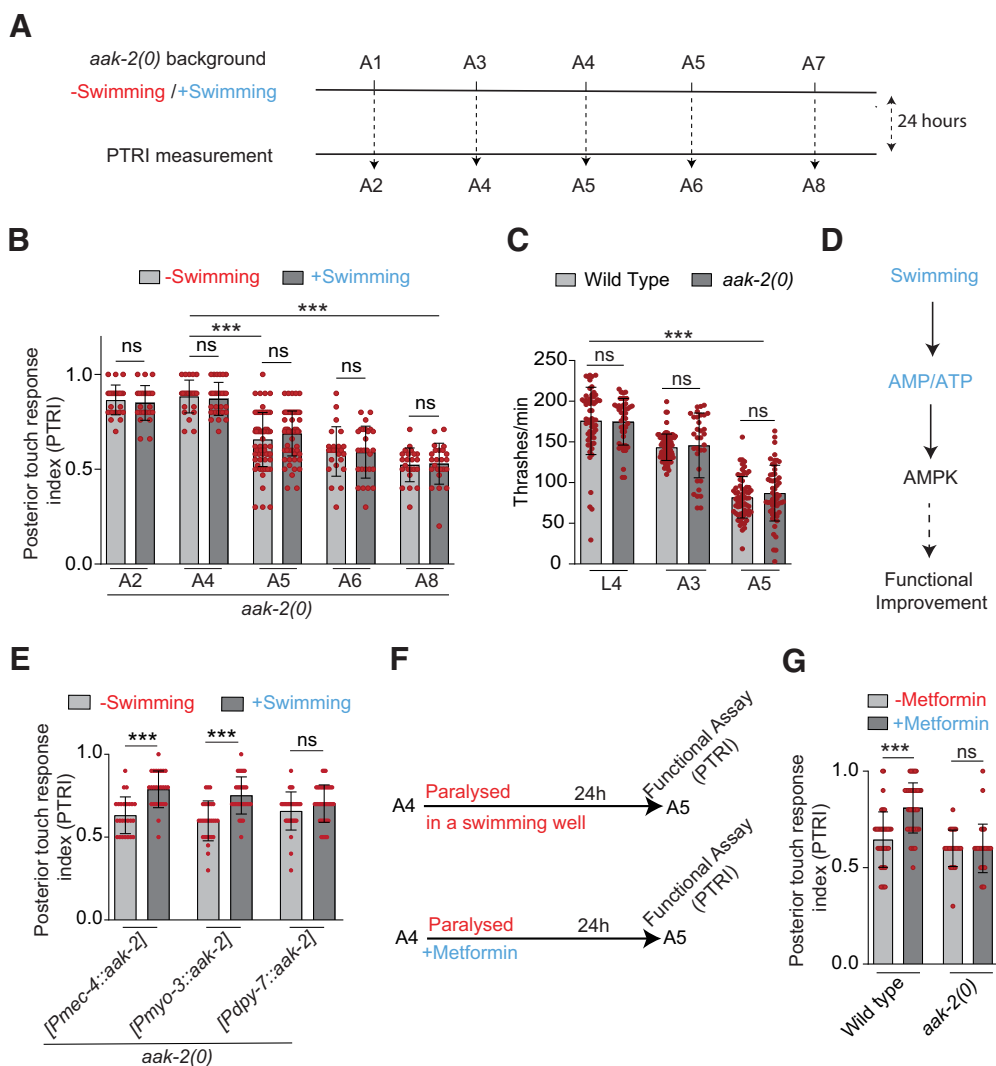 A
aak-2(0) background
-Swimming /+Swimming
A1 A3 A4 A5 A7
24 hours
PTRI measurement
A2 A4 A5 A6 A8
B
-Swimming +Swimming
***
***
ns ns ns ns ns
Posterior touch response
index (PTRI)
1.0
0.5
0.0
A2 A4 A5 A6 A8
aak-2(0)
C
Wild Type aak-2(0)
***
ns ns ns
Thrashes/min
250
200
150
100
50
0
L4 A3 A5
D
Swimming
AMP/ATP
AMPK
Functional
Improvement
E
-Swimming +Swimming
*** *** ns
Posterior touch response
index (PTRI)
1.0
0.5
0.0
[Pmec-4::aak-2]
[Pmyo-3::aak-2]
[Pdpy-7::aak-2]
aak-2(0)
F
A4 Paralysed 24h A5
in a swimming well
Functional Assay
(PTRI)
A4 Paralysed 24h A5
+Metformin
Functional Assay
(PTRI)
G
-Metformin
+Metformin
*** ns
Posterior touch response
index (PTRI)
1.0
0.5
0.0
Wild type
aak-2(0)